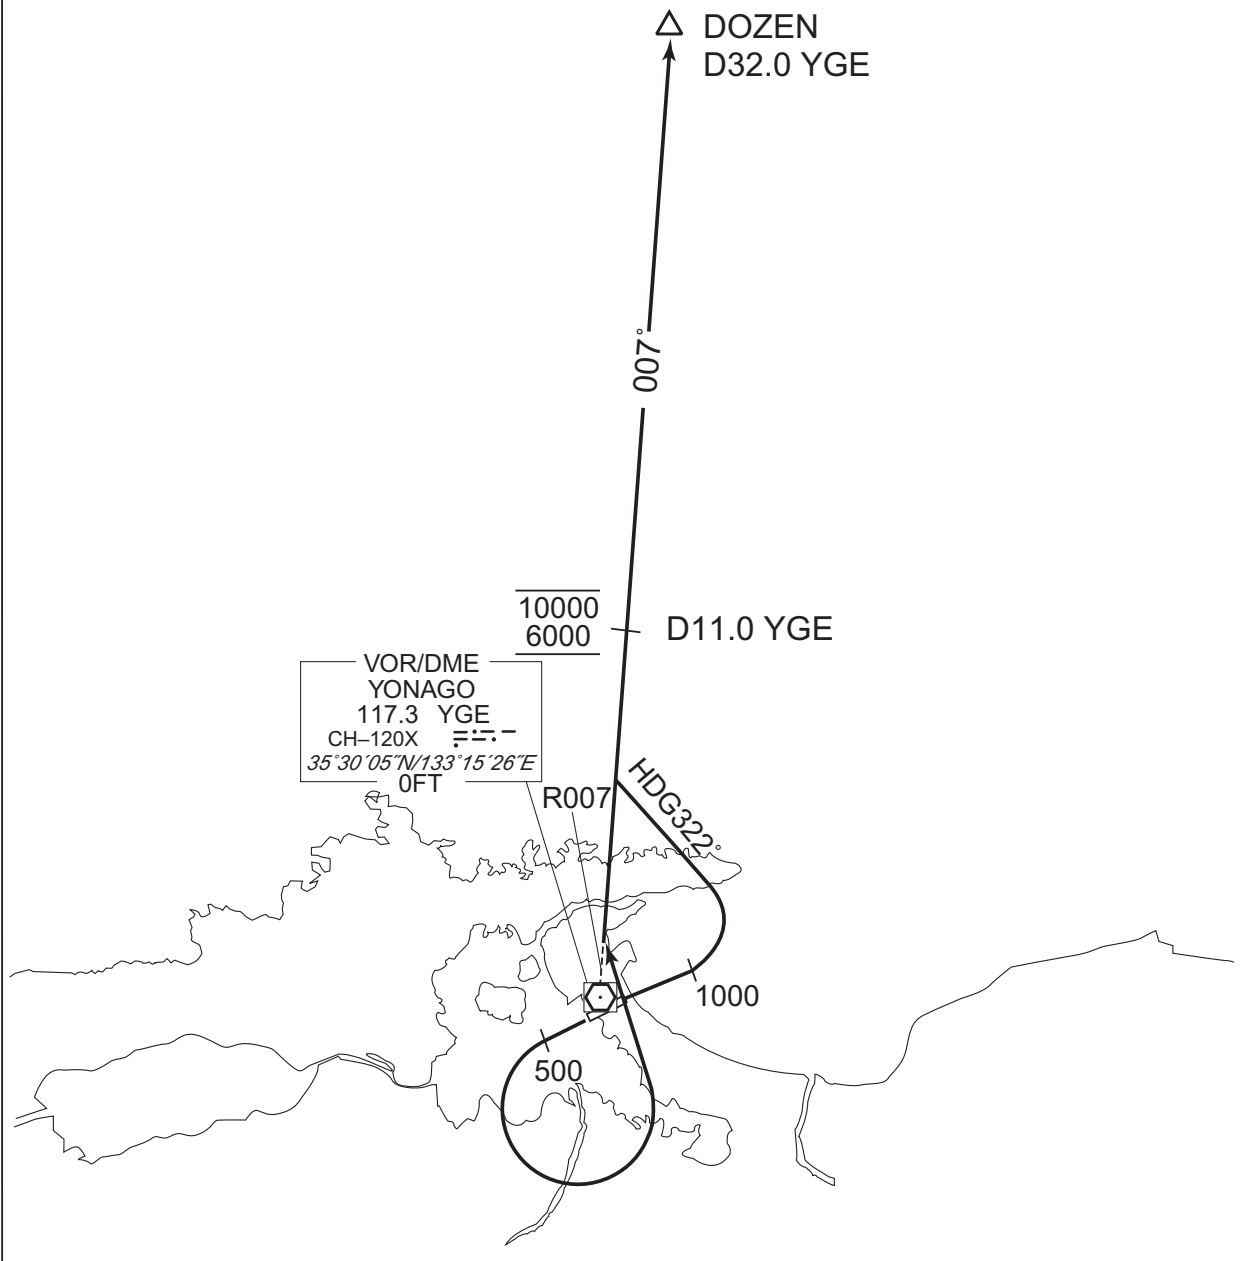 DOZEN
D32.0 YGE
007°
10000
6000
D11.0 YGE
VOR/DME
YONAGO
117.3 YGE
CH–120X
35°30′05″N/133°15′26″E
0FT
R007
HDG322°
1000
500